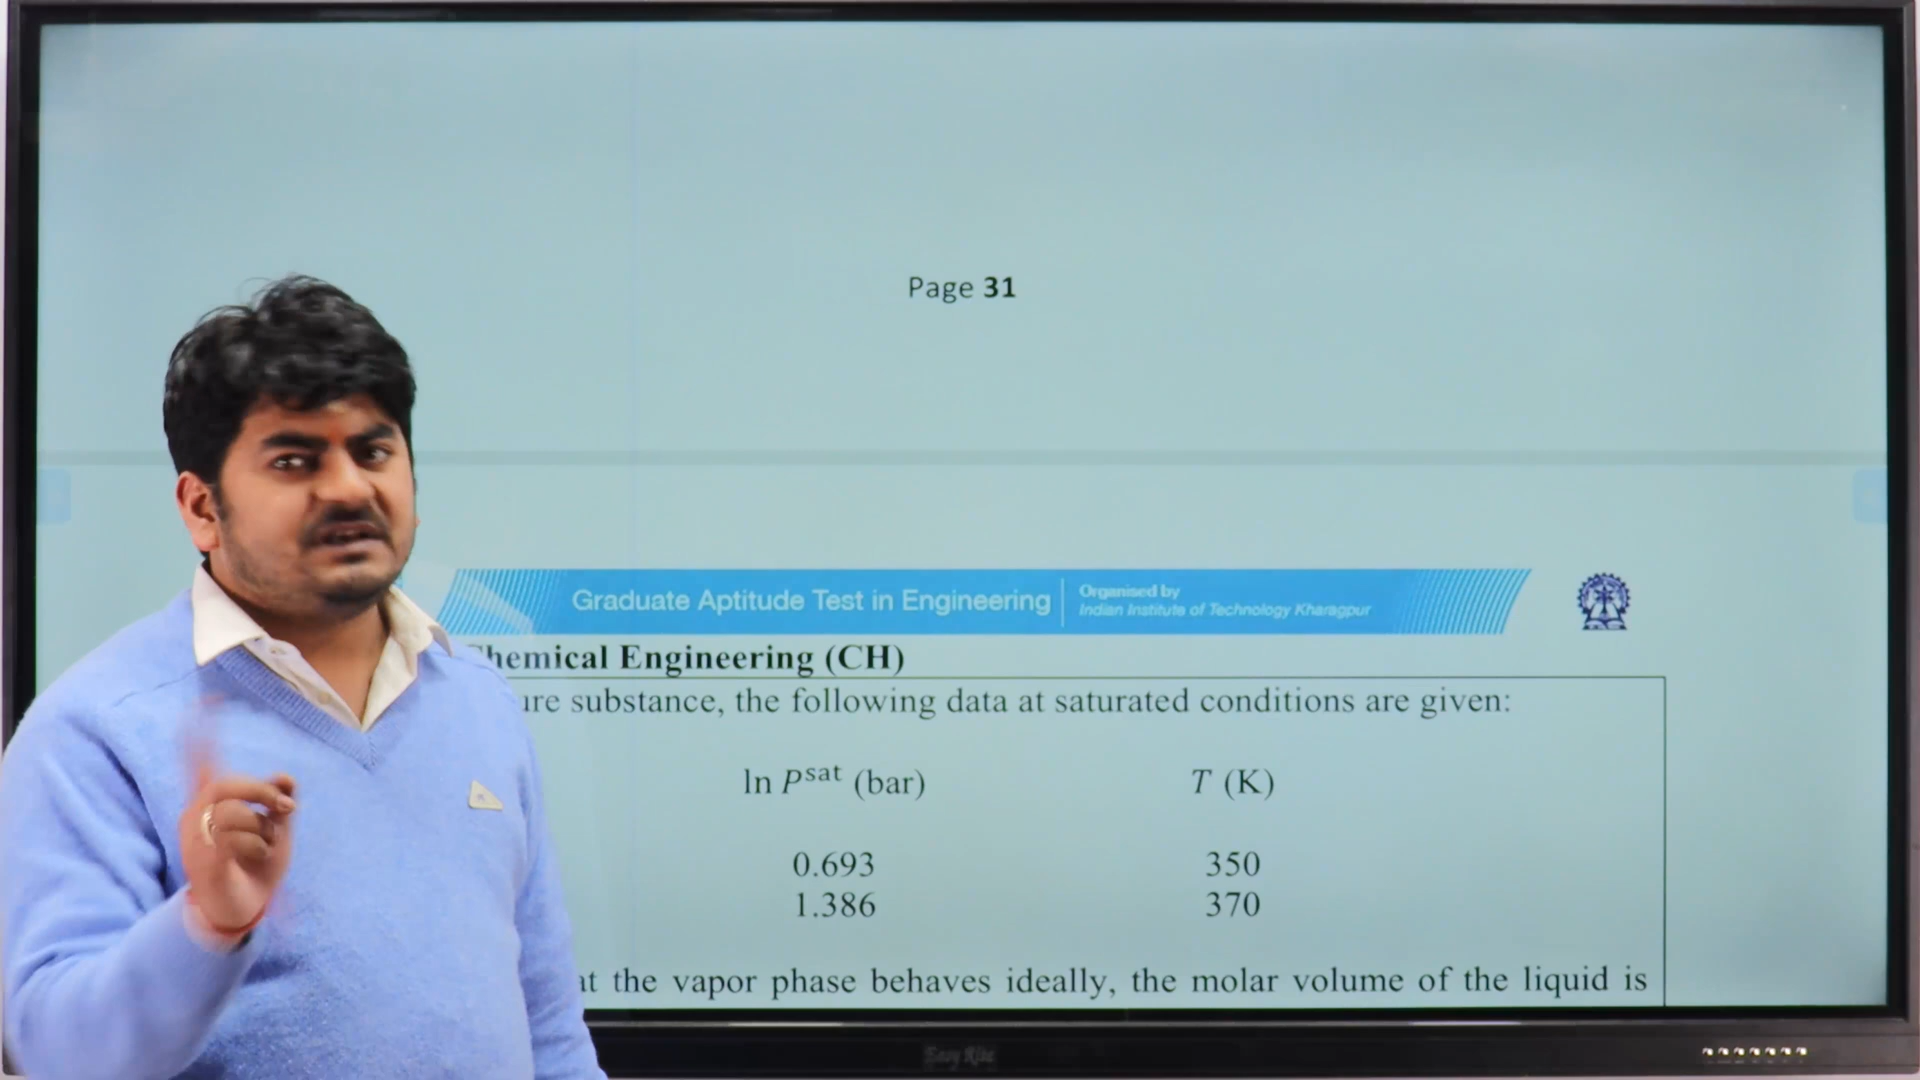 Page 31
Graduate Aptitude Test in Engineering
Organised by
Indian Institute of Technology Kharagpur
Chemical Engineering (CH)
substance, the following data at saturated conditions are given:
ln Pˢᵃᵗ (bar) T (K)
0.693 350
1.386 370
the vapor phase behaves ideally, the molar volume of the liquid is